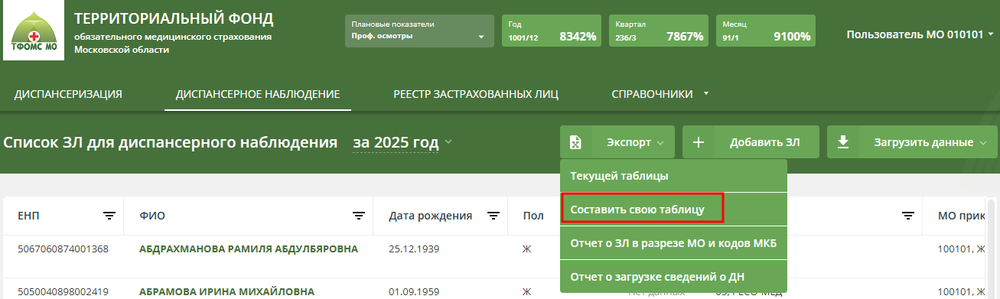 ТФОМС МО
ТЕРРИТОРИАЛЬНЫЙ ФОНД
обязательного медицинского страхования
Московской области
Плановые показатели
Проф. осмотры
Год
1001/12 8342%
Квартал
236/3 7867%
Месяц
91/1 9100%
Пользователь МО 010101
ДИСПАНСЕРИЗАЦИЯ ДИСПАНСЕРНОЕ НАБЛЮДЕНИЕ РЕЕСТР ЗАСТРАХОВАННЫХ ЛИЦ СПРАВОЧНИКИ
Список ЗЛ для диспансерного наблюдения за 2025 год
Экспорт Добавить ЗЛ Загрузить данные
Текущей таблицы
Составить свою таблицу
Отчет о ЗЛ в разрезе МО и кодов МКБ
Отчет о загрузке сведений о ДН
ЕНП ФИО Дата рождения Пол МО прик
5067060874001368 АБДРАХМАНОВА РАМИЛЯ АБДУЛБЯРОВНА 25.12.1939 Ж 100101, Ж
5050040898002419 АБРАМОВА ИРИНА МИХАЙЛОВНА 01.09.1959 Ж 100101, Ж